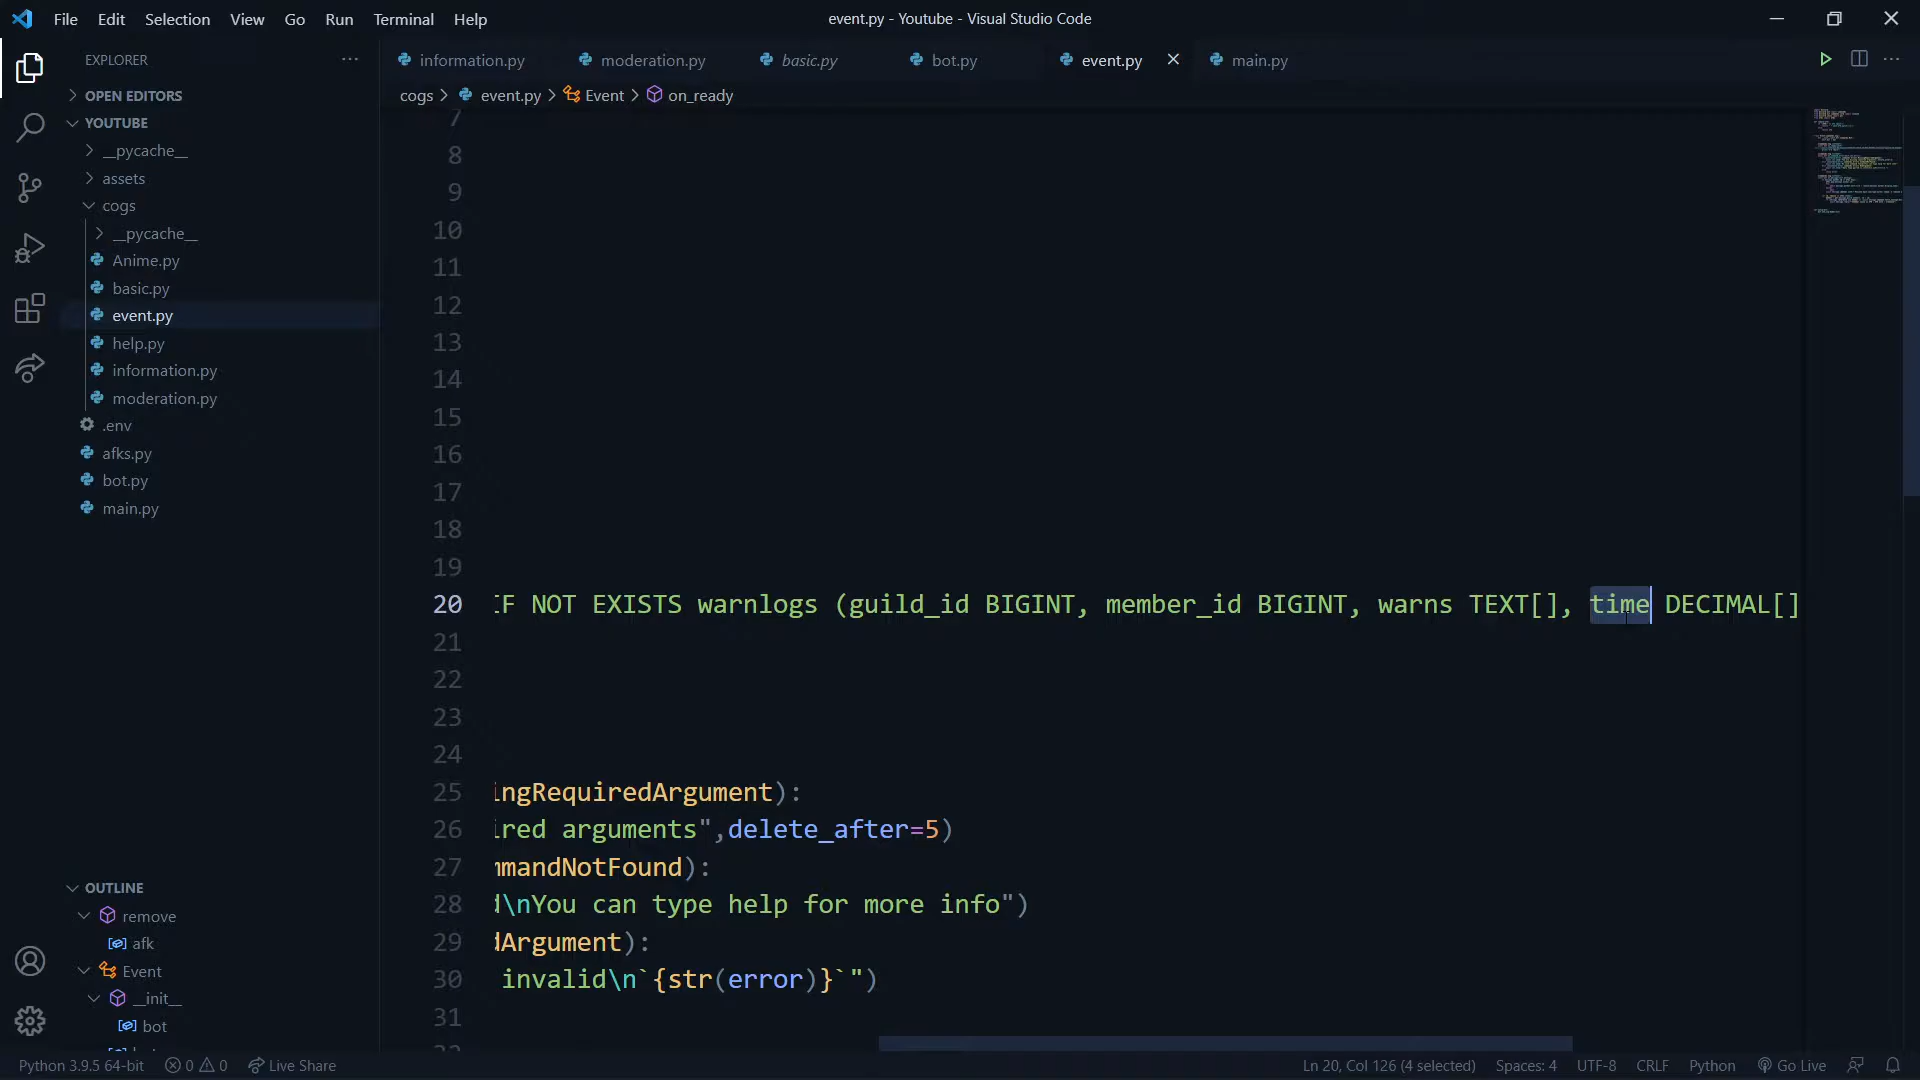 File Edit Selection View Go Run Terminal Help
event.py - Youtube - Visual Studio Code
EXPLORER
OPEN EDITORS
YOUTUBE
__pycache__
assets
cogs
__pycache__
Anime.py
basic.py
event.py
help.py
information.py
moderation.py
.env
afks.py
bot.py
main.py
OUTLINE
remove
afk
Event
__init__
bot
information.py moderation.py basic.py bot.py event.py main.py
cogs > event.py > Event > on_ready
7
8
9
10
11
12
13
14
15
16
17
18
19
20 IF NOT EXISTS warnlogs (guild_id BIGINT, member_id BIGINT, warns TEXT[], time DECIMAL[]
21
22
23
24
25 ingRequiredArgument):
26 ired arguments",delete_after=5)
27 mmandNotFound):
28 \nYou can type help for more info")
29 dArgument):
30 invalid\n`{str(error)}`")
31
Python 3.9.5 64-bit 0 0 Live Share Ln 20, Col 126 (4 selected) Spaces: 4 UTF-8 CRLF Python Go Live